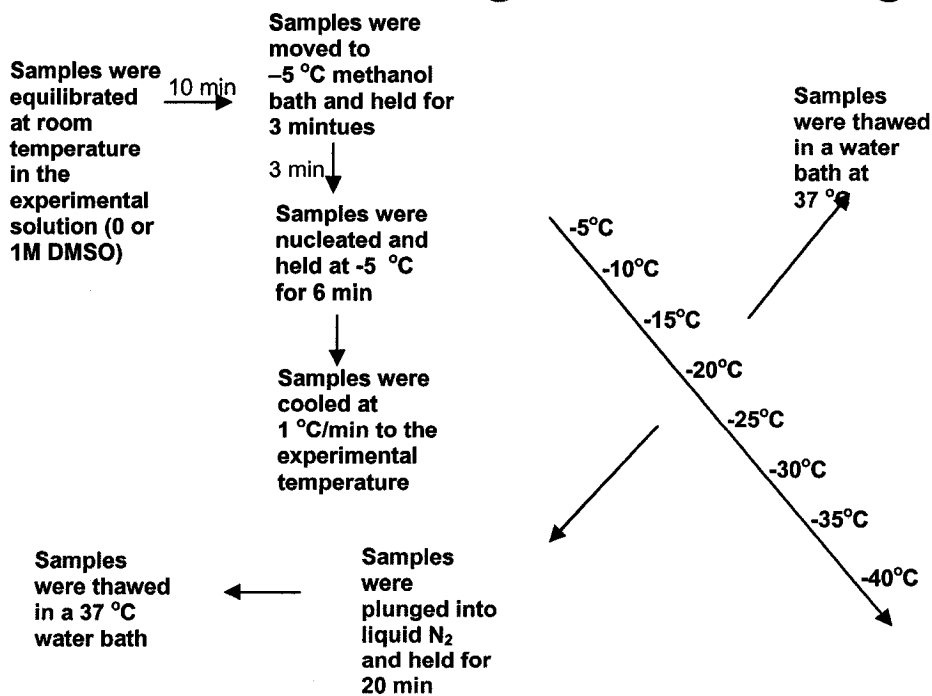 Samples were
equilibrated
at room
temperature
in the
experimental
solution (0 or
1M DMSO)
10 min
Samples were
moved to
–5 °C methanol
bath and held for
3 mintues
3 min
Samples were
nucleated and
held at -5 °C
for 6 min
Samples were
cooled at
1 °C/min to the
experimental
temperature
-5°C
-10°C
-15°C
-20°C
-25°C
-30°C
-35°C
-40°C
Samples
were thawed
in a water
bath at
37 °C
Samples
were
plunged into
liquid N₂
and held for
20 min
Samples
were thawed
in a 37 °C
water bath